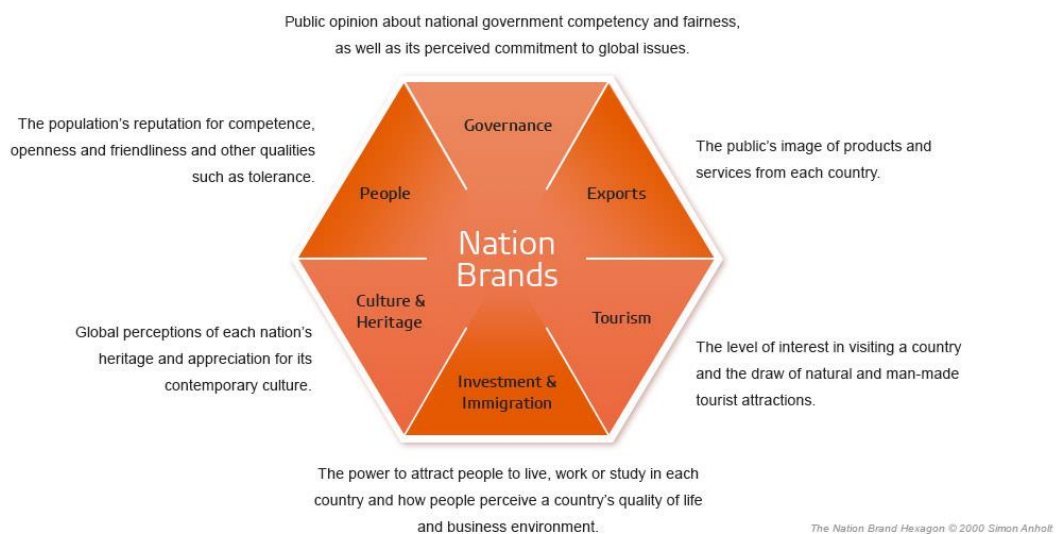 Public opinion about national government competency and fairness,
as well as its perceived commitment to global issues.
Governance
The population's reputation for competence,
openness and friendliness and other qualities
such as tolerance.
People
Exports
The public's image of products and
services from each country.
Nation
Brands
Culture &
Heritage
Tourism
Global perceptions of each nation's
heritage and appreciation for its
contemporary culture.
The level of interest in visiting a country
and the draw of natural and man-made
tourist attractions.
Investment &
Immigration
The power to attract people to live, work or study in each
country and how people perceive a country's quality of life
and business environment.
The Nation Brand Hexagon © 2000 Simon Anholt